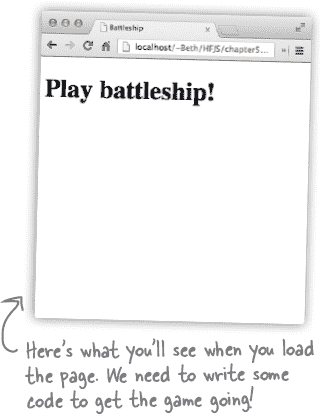 Battleship
localhost/~Beth/HFJS/chapter5...
Play battleship!
Here's what you'll see when you load
the page. We need to write some
code to get the game going!